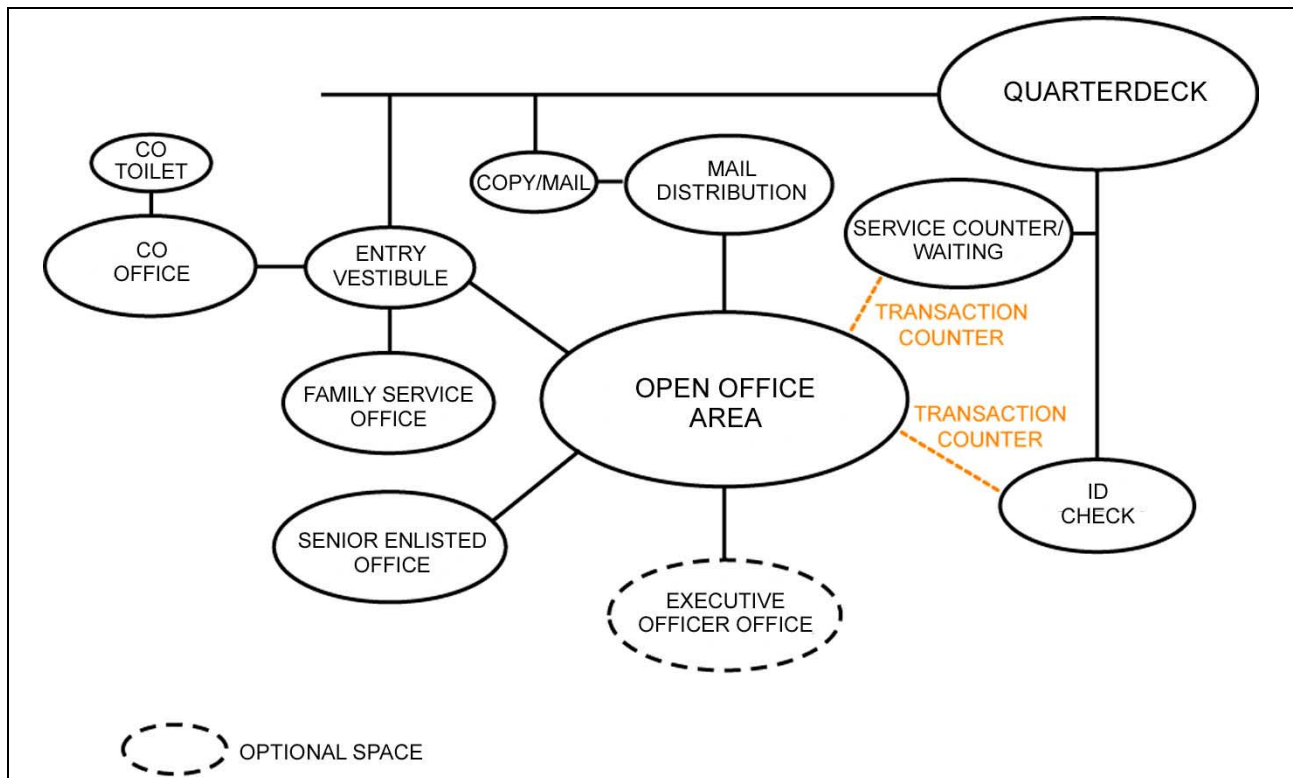 QUARTERDECK
CO
TOILET
COPY/MAIL
MAIL
DISTRIBUTION
CO
OFFICE
ENTRY
VESTIBULE
SERVICE COUNTER/
WAITING
TRANSACTION
COUNTER
FAMILY SERVICE
OFFICE
OPEN OFFICE
AREA
TRANSACTION
COUNTER
SENIOR ENLISTED
OFFICE
ID
CHECK
EXECUTIVE
OFFICER OFFICE
OPTIONAL SPACE